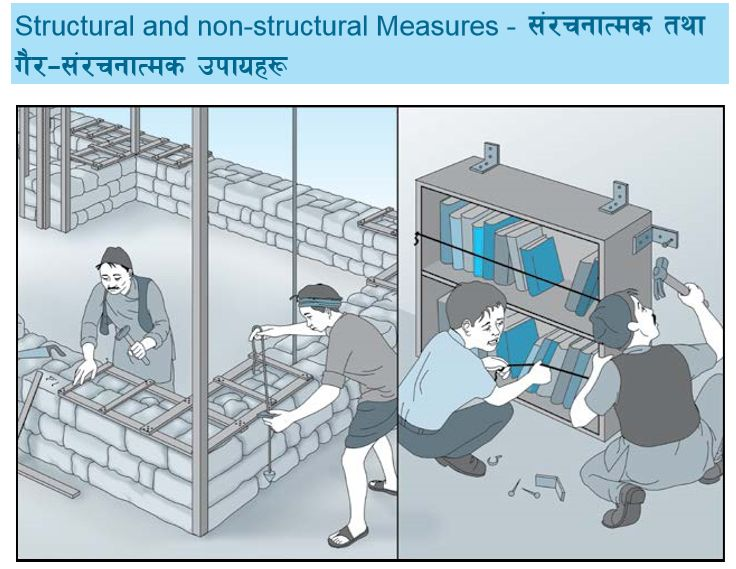 Structural and non-structural Measures - संरचनात्मक तथा
गैर-संरचनात्मक उपायहरू